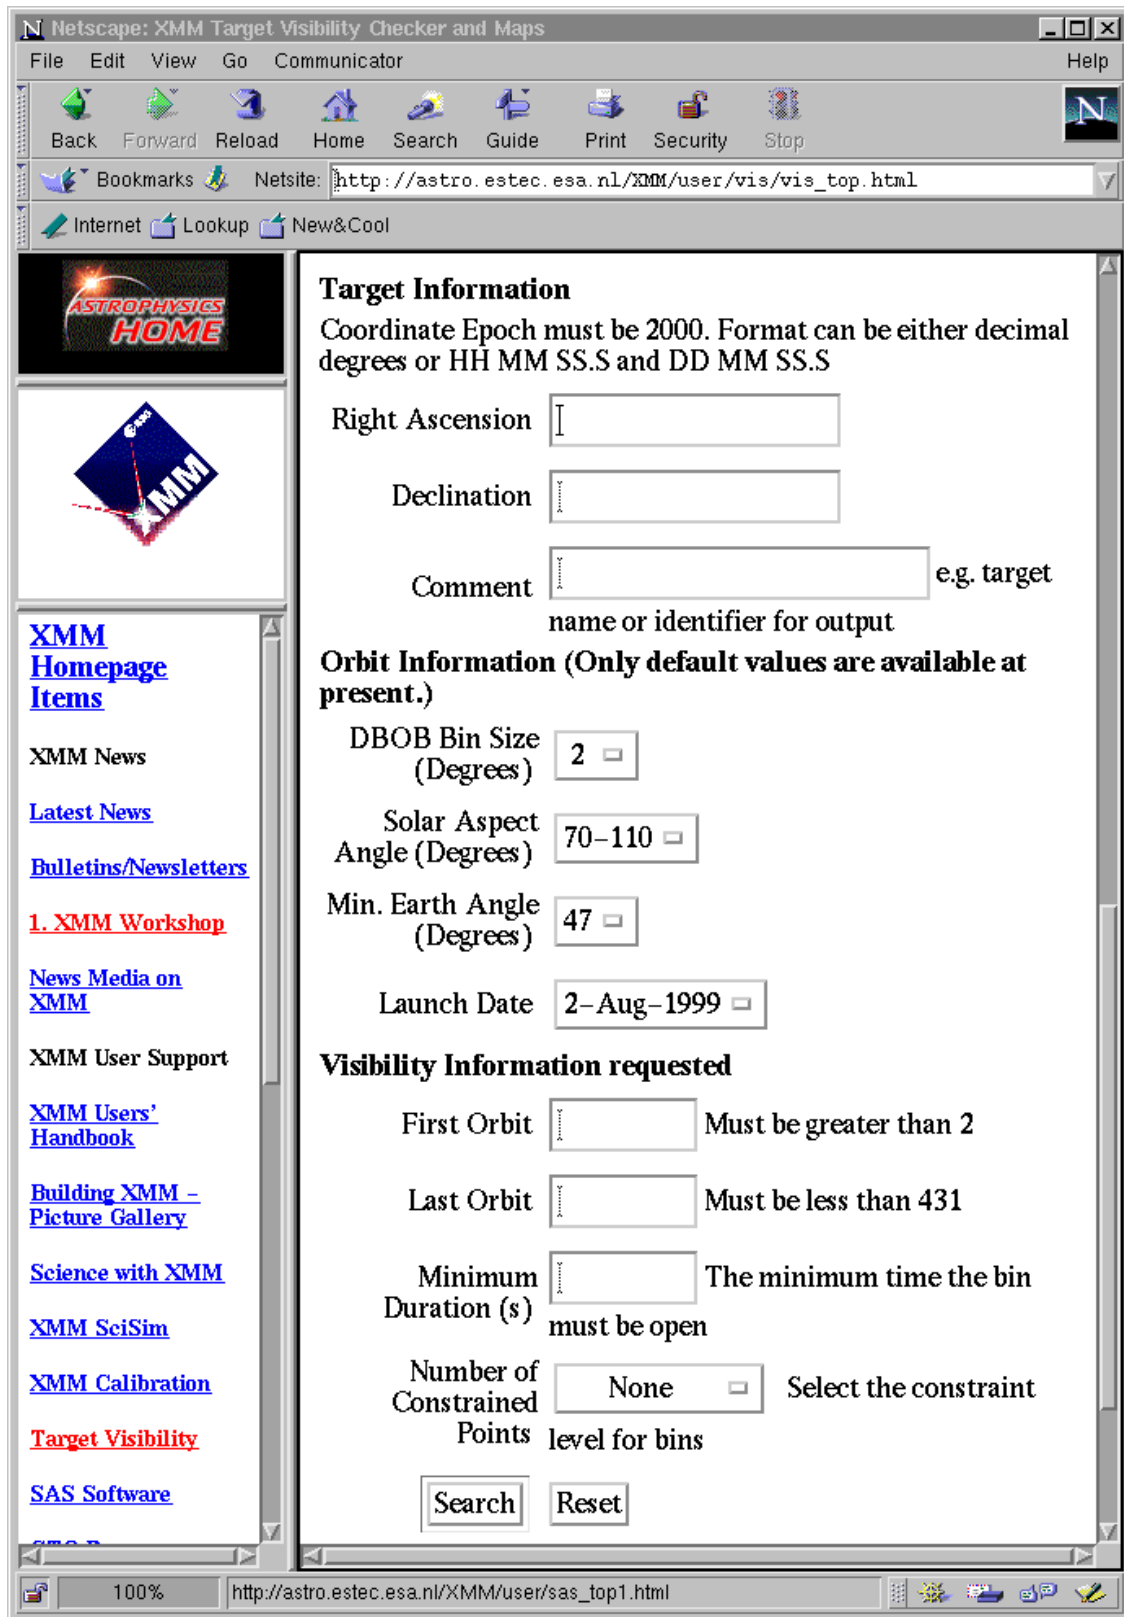 Netscape: XMM Target Visibility Checker and Maps
File Edit View Go Communicator Help
Back Forward Reload Home Search Guide Print Security Stop
N
Bookmarks Netsite: http://astro.estec.esa.nl/XMM/user/vis/vis_top.html
Internet Lookup New&Cool
ASTROPHYSICS
HOME
XMM
XMM
Homepage
Items
XMM News
Latest News
Bulletins/Newsletters
1. XMM Workshop
News Media on
XMM
XMM User Support
XMM Users'
Handbook
Building XMM –
Picture Gallery
Science with XMM
XMM SciSim
XMM Calibration
Target Visibility
SAS Software
Target Information
Coordinate Epoch must be 2000. Format can be either decimal
degrees or HH MM SS.S and DD MM SS.S
Right Ascension
Declination
Comment e.g. target
name or identifier for output
Orbit Information (Only default values are available at
present.)
DBOB Bin Size
(Degrees) 2
Solar Aspect
Angle (Degrees) 70–110
Min. Earth Angle
(Degrees) 47
Launch Date 2–Aug–1999
Visibility Information requested
First Orbit Must be greater than 2
Last Orbit Must be less than 431
Minimum
Duration (s) The minimum time the bin
must be open
Number of
Constrained
Points None Select the constraint
level for bins
Search Reset
100% http://astro.estec.esa.nl/XMM/user/sas_top1.html